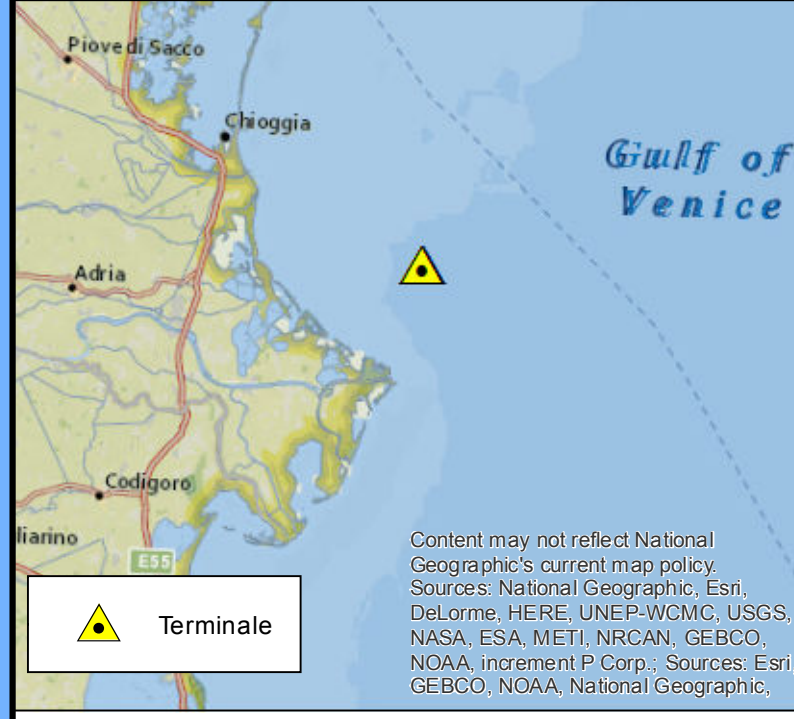 Piove di Sacco
Chioggia
Gulf of
Venice
Adria
Codigoro
liarino
E55
Terminale
Content may not reflect National
Geographic's current map policy.
Sources: National Geographic, Esri,
DeLorme, HERE, UNEP-WCMC, USGS,
NASA, ESA, METI, NRCAN, GEBCO,
NOAA, increment P Corp.; Sources: Esri,
GEBCO, NOAA, National Geographic,